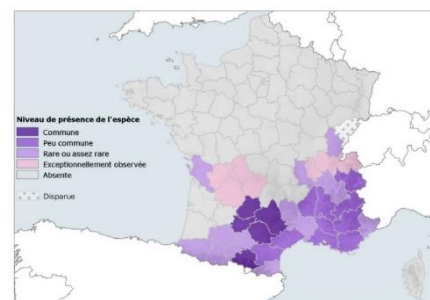 Niveau de présence de l'espèce
Commune
Peu commune
Rare ou assez rare
Exceptionnellement observée
Absente
Disparue